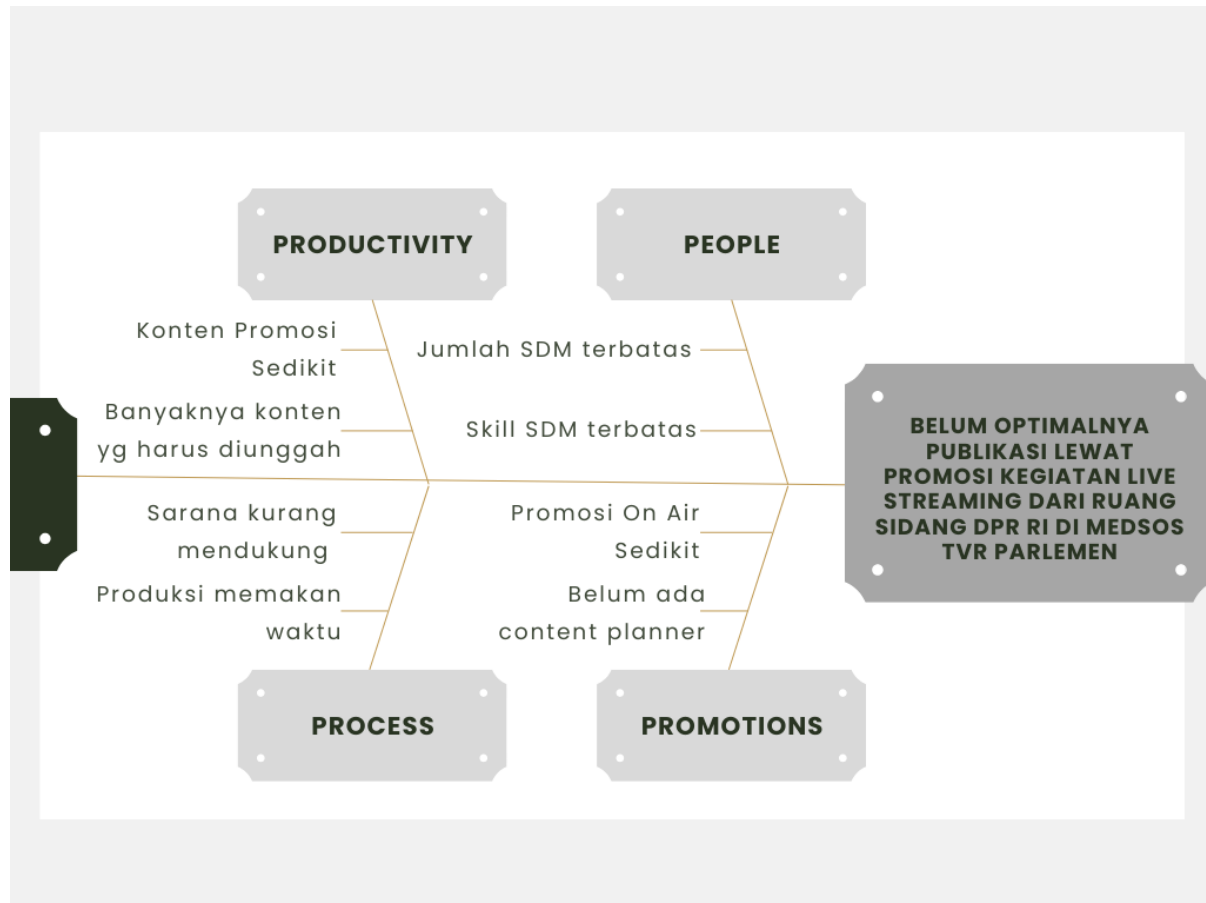 PRODUCTIVITY
PEOPLE
Konten Promosi
Sedikit
Banyaknya konten
yg harus diunggah
Jumlah SDM terbatas
Skill SDM terbatas
BELUM OPTIMALNYA
PUBLIKASI LEWAT
PROMOSI KEGIATAN LIVE
STREAMING DARI RUANG
SIDANG DPR RI DI MEDSOS
TVR PARLEMEN
Sarana kurang
mendukung
Produksi memakan
waktu
Promosi On Air
Sedikit
Belum ada
content planner
PROCESS
PROMOTIONS